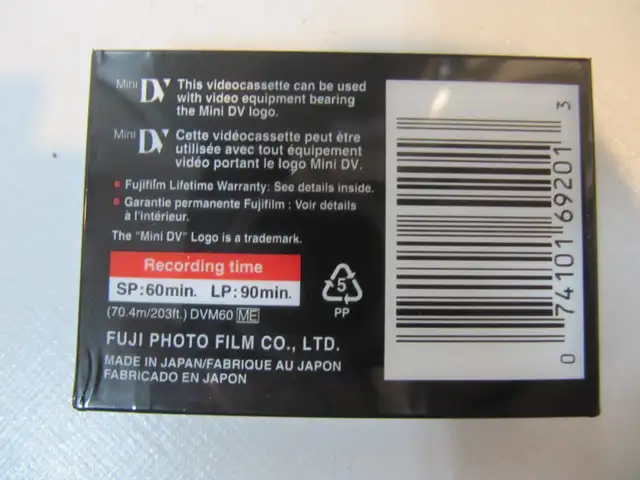 Mini DV This videocassette can be used
with video equipment bearing
the Mini DV logo.
Mini DV Cette vidéocassette peut être
utilisée avec tout équipement
vidéo portant le logo Mini DV.
• Fujifilm Lifetime Warranty: See details inside.
• Garantie permanente Fujifilm : Voir détails
à l'intérieur.
The "Mini DV" Logo is a trademark.
Recording time
SP:60min. LP:90min.
(70.4m/203ft.) DVM60 ME
5
PP
FUJI PHOTO FILM CO., LTD.
MADE IN JAPAN/FABRIQUE AU JAPON
FABRICADO EN JAPON
0 74101 69201 3